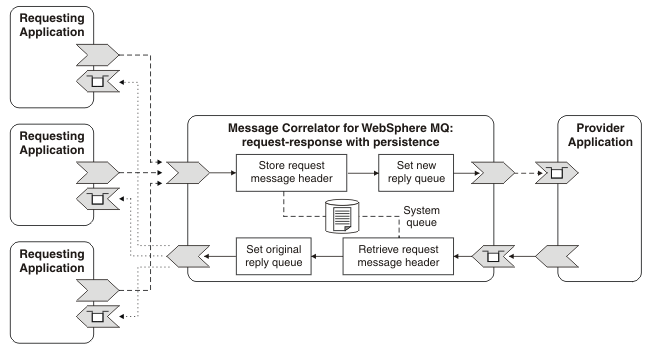 Requesting
Application
Requesting
Application
Requesting
Application
Message Correlator for WebSphere MQ:
request-response with persistence
Store request
message header
Set new
reply queue
System
queue
Set original
reply queue
Retrieve request
message header
Provider
Application